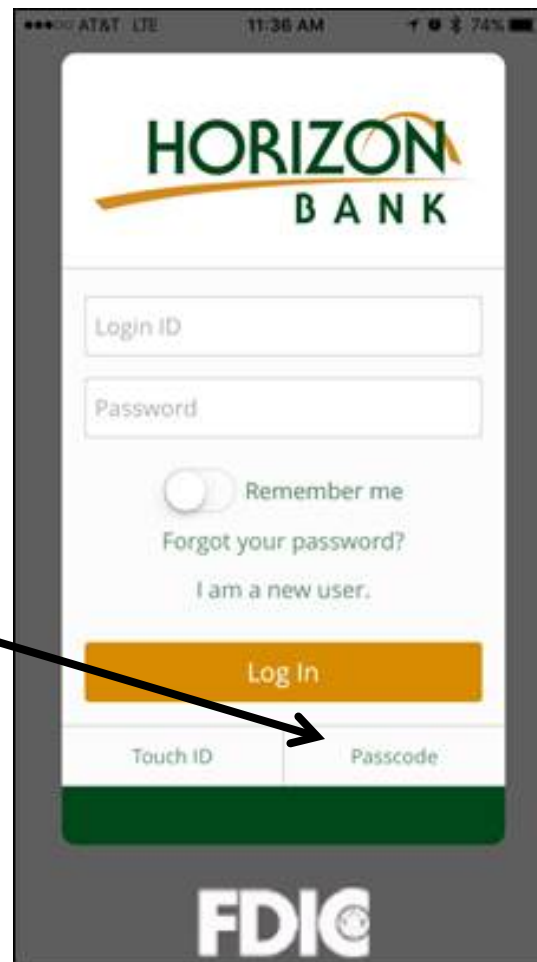 AT&T LTE 11:36 AM 74%
HORIZON
BANK
Login ID
Password
Remember me
Forgot your password?
I am a new user.
Log In
Touch ID Passcode
FDIC